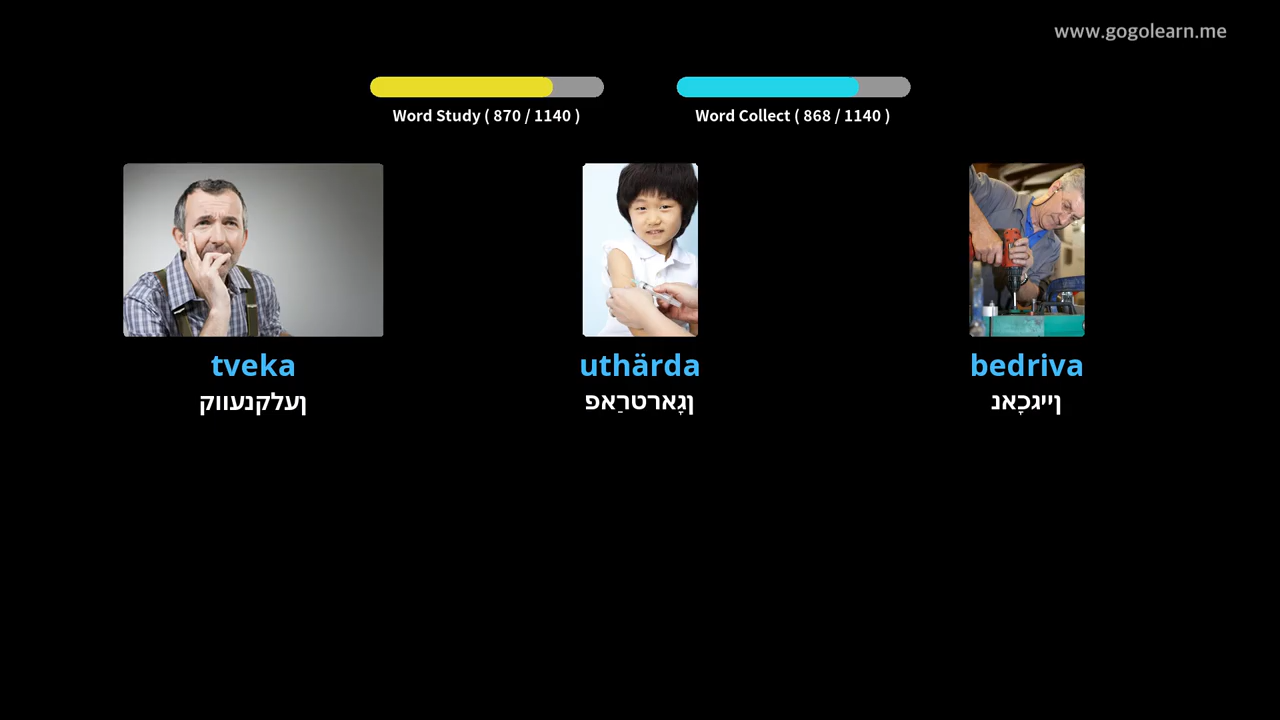 www.gogolearn.me
Word Study ( 870 / 1140 )
Word Collect ( 868 / 1140 )
tveka
uthärda
bedriva
ןעלקנעווק
ןגָארטרַאפ
ןייגכָאנ